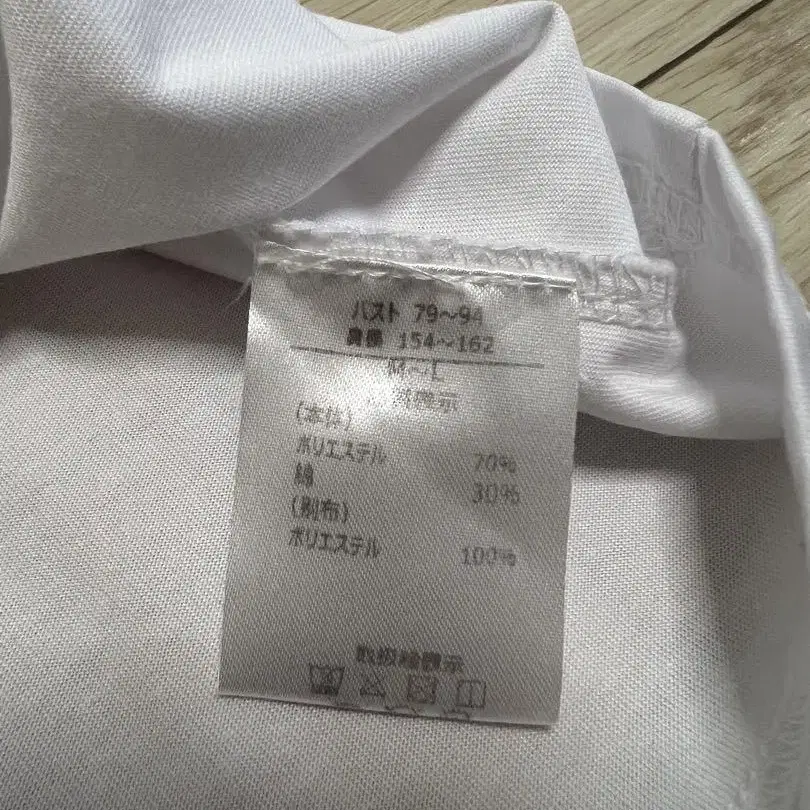 バスト 79~94
身長 154~162
M~L
(本体)
ポリエステル 70%
綿 30%
(別布)
ポリエステル 100%
取扱絵表示